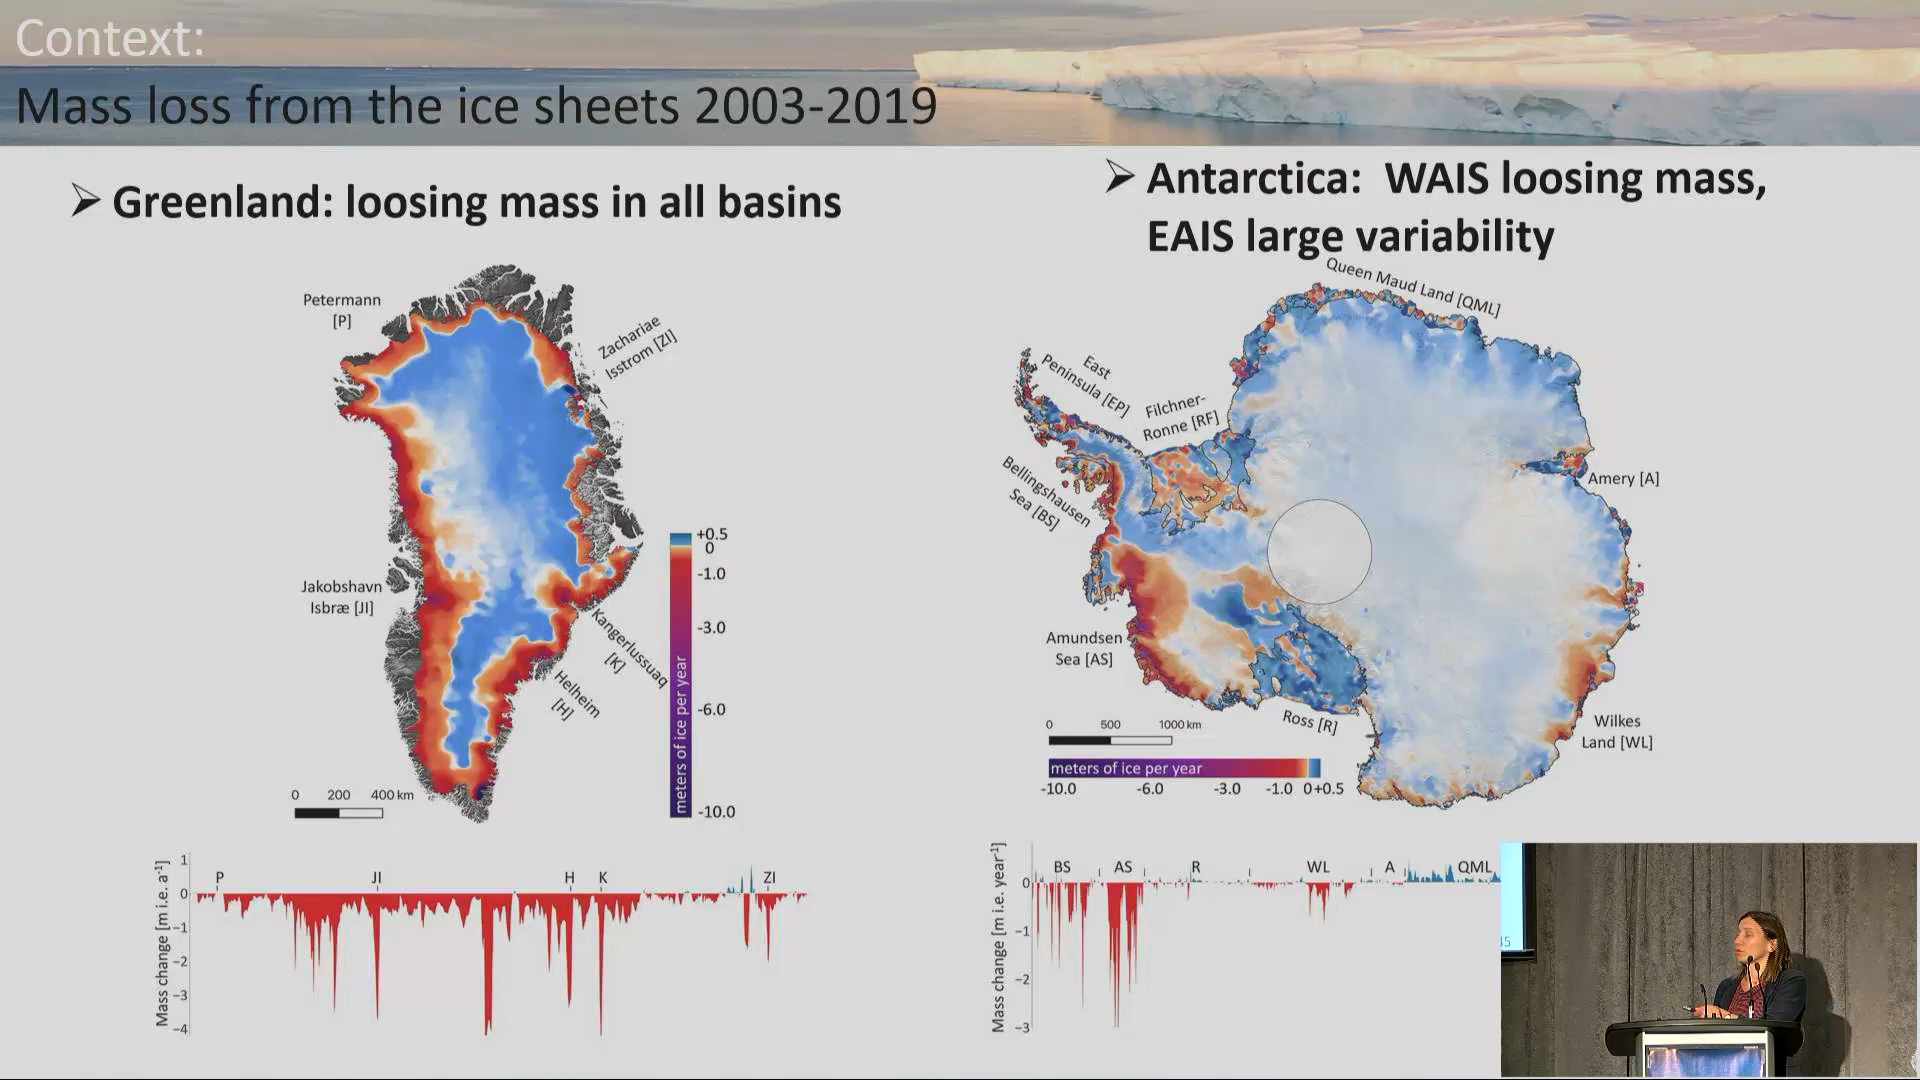 Context:
Mass loss from the ice sheets 2003-2019
Greenland: loosing mass in all basins
Petermann
[P]
Zachariae
Isstrom [ZI]
Jakobshavn
Isbræ [JI]
Kangerlussuaq
[K]
Helheim
[H]
+0.5
0
-1.0
-3.0
-6.0
-10.0
meters of ice per year
0 200 400 km
Mass change [m i.e. a-1]
1
0
−1
−2
−3
−4
P JI H K ZI
Antarctica: WAIS loosing mass,
EAIS large variability
Queen Maud Land [QML]
East
Peninsula [EP]
Filchner-
Ronne [RF]
Bellingshausen
Sea [BS]
Amery [A]
Amundsen
Sea [AS]
Ross [R]
Wilkes
Land [WL]
0 500 1000 km
meters of ice per year
-10.0 -6.0 -3.0 -1.0 0 +0.5
Mass change [m i.e. year-1]
0
−1
−2
−3
BS AS R WL A QML